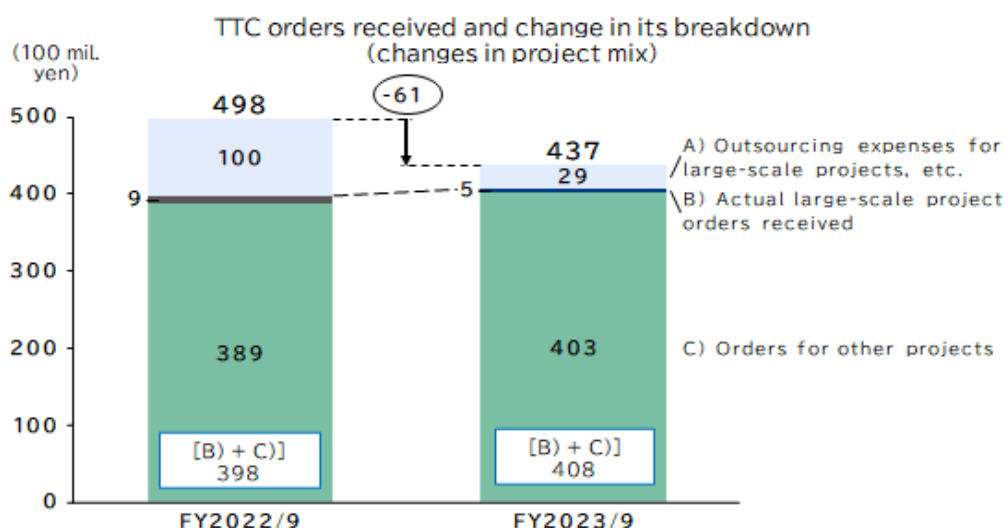 TTC orders received and change in its breakdown
(changes in project mix)
(100 mil.
yen)
-61
500
400
300
200
100
0
498
100
9
389
[B) + C)]
398
437
29
5
403
[B) + C)]
408
A) Outsourcing expenses for
large-scale projects, etc.
B) Actual large-scale project
orders received
C) Orders for other projects
FY2022/9
FY2023/9